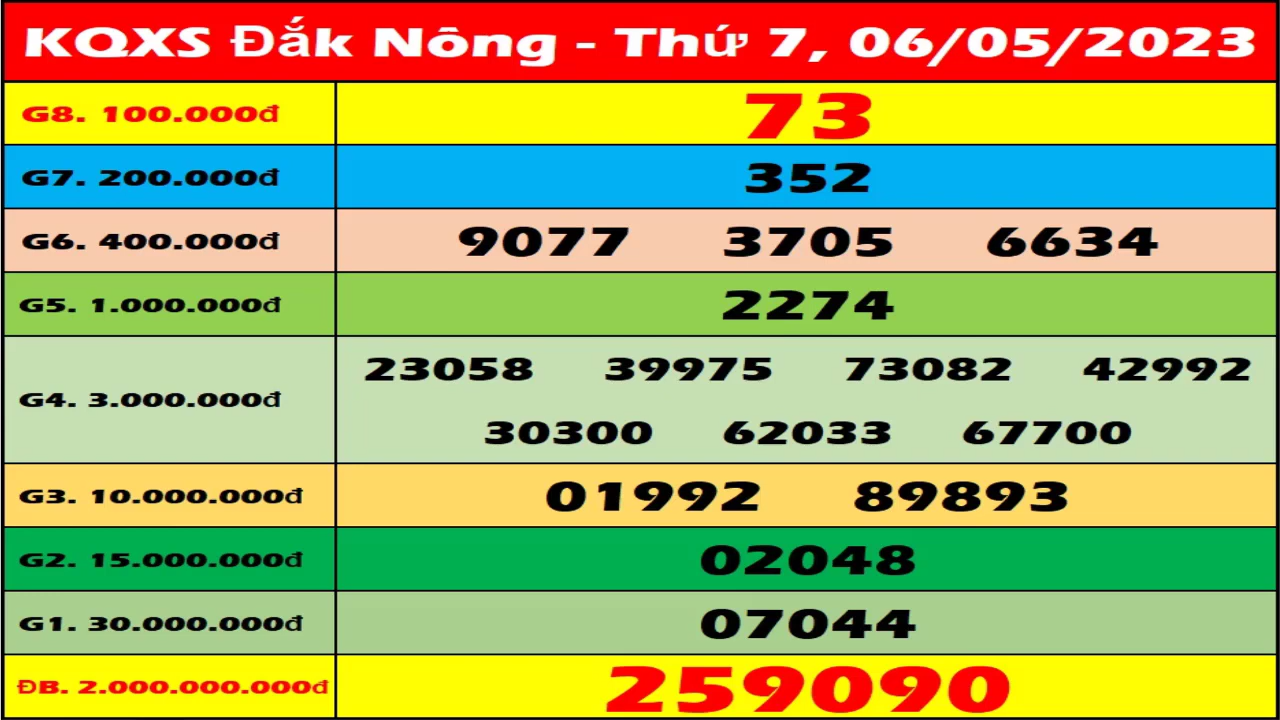 KQXS Đắk Nông - Thứ 7, 06/05/2023
G8. 100.000đ 73
G7. 200.000đ 352
G6. 400.000đ 9077 3705 6634
G5. 1.000.000đ 2274
G4. 3.000.000đ 23058 39975 73082 42992
30300 62033 67700
G3. 10.000.000đ 01992 89893
G2. 15.000.000đ 02048
G1. 30.000.000đ 07044
ĐB. 2.000.000.000đ 259090